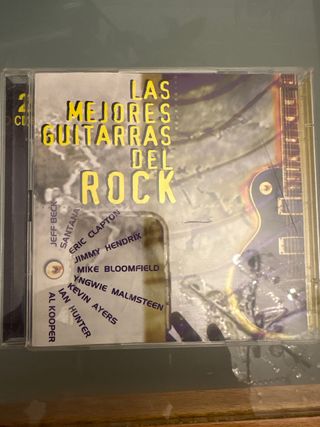 2
CD
LAS
MEJORES
GUITARRAS
DEL
ROCK
JEFF BECK
SANTANA
ERIC CLAPTON
JIMMY HENDRIX
MIKE BLOOMFIELD
YNGWIE MALMSTEEN
KEVIN AYERS
IAN HUNTER
AL KOOPER